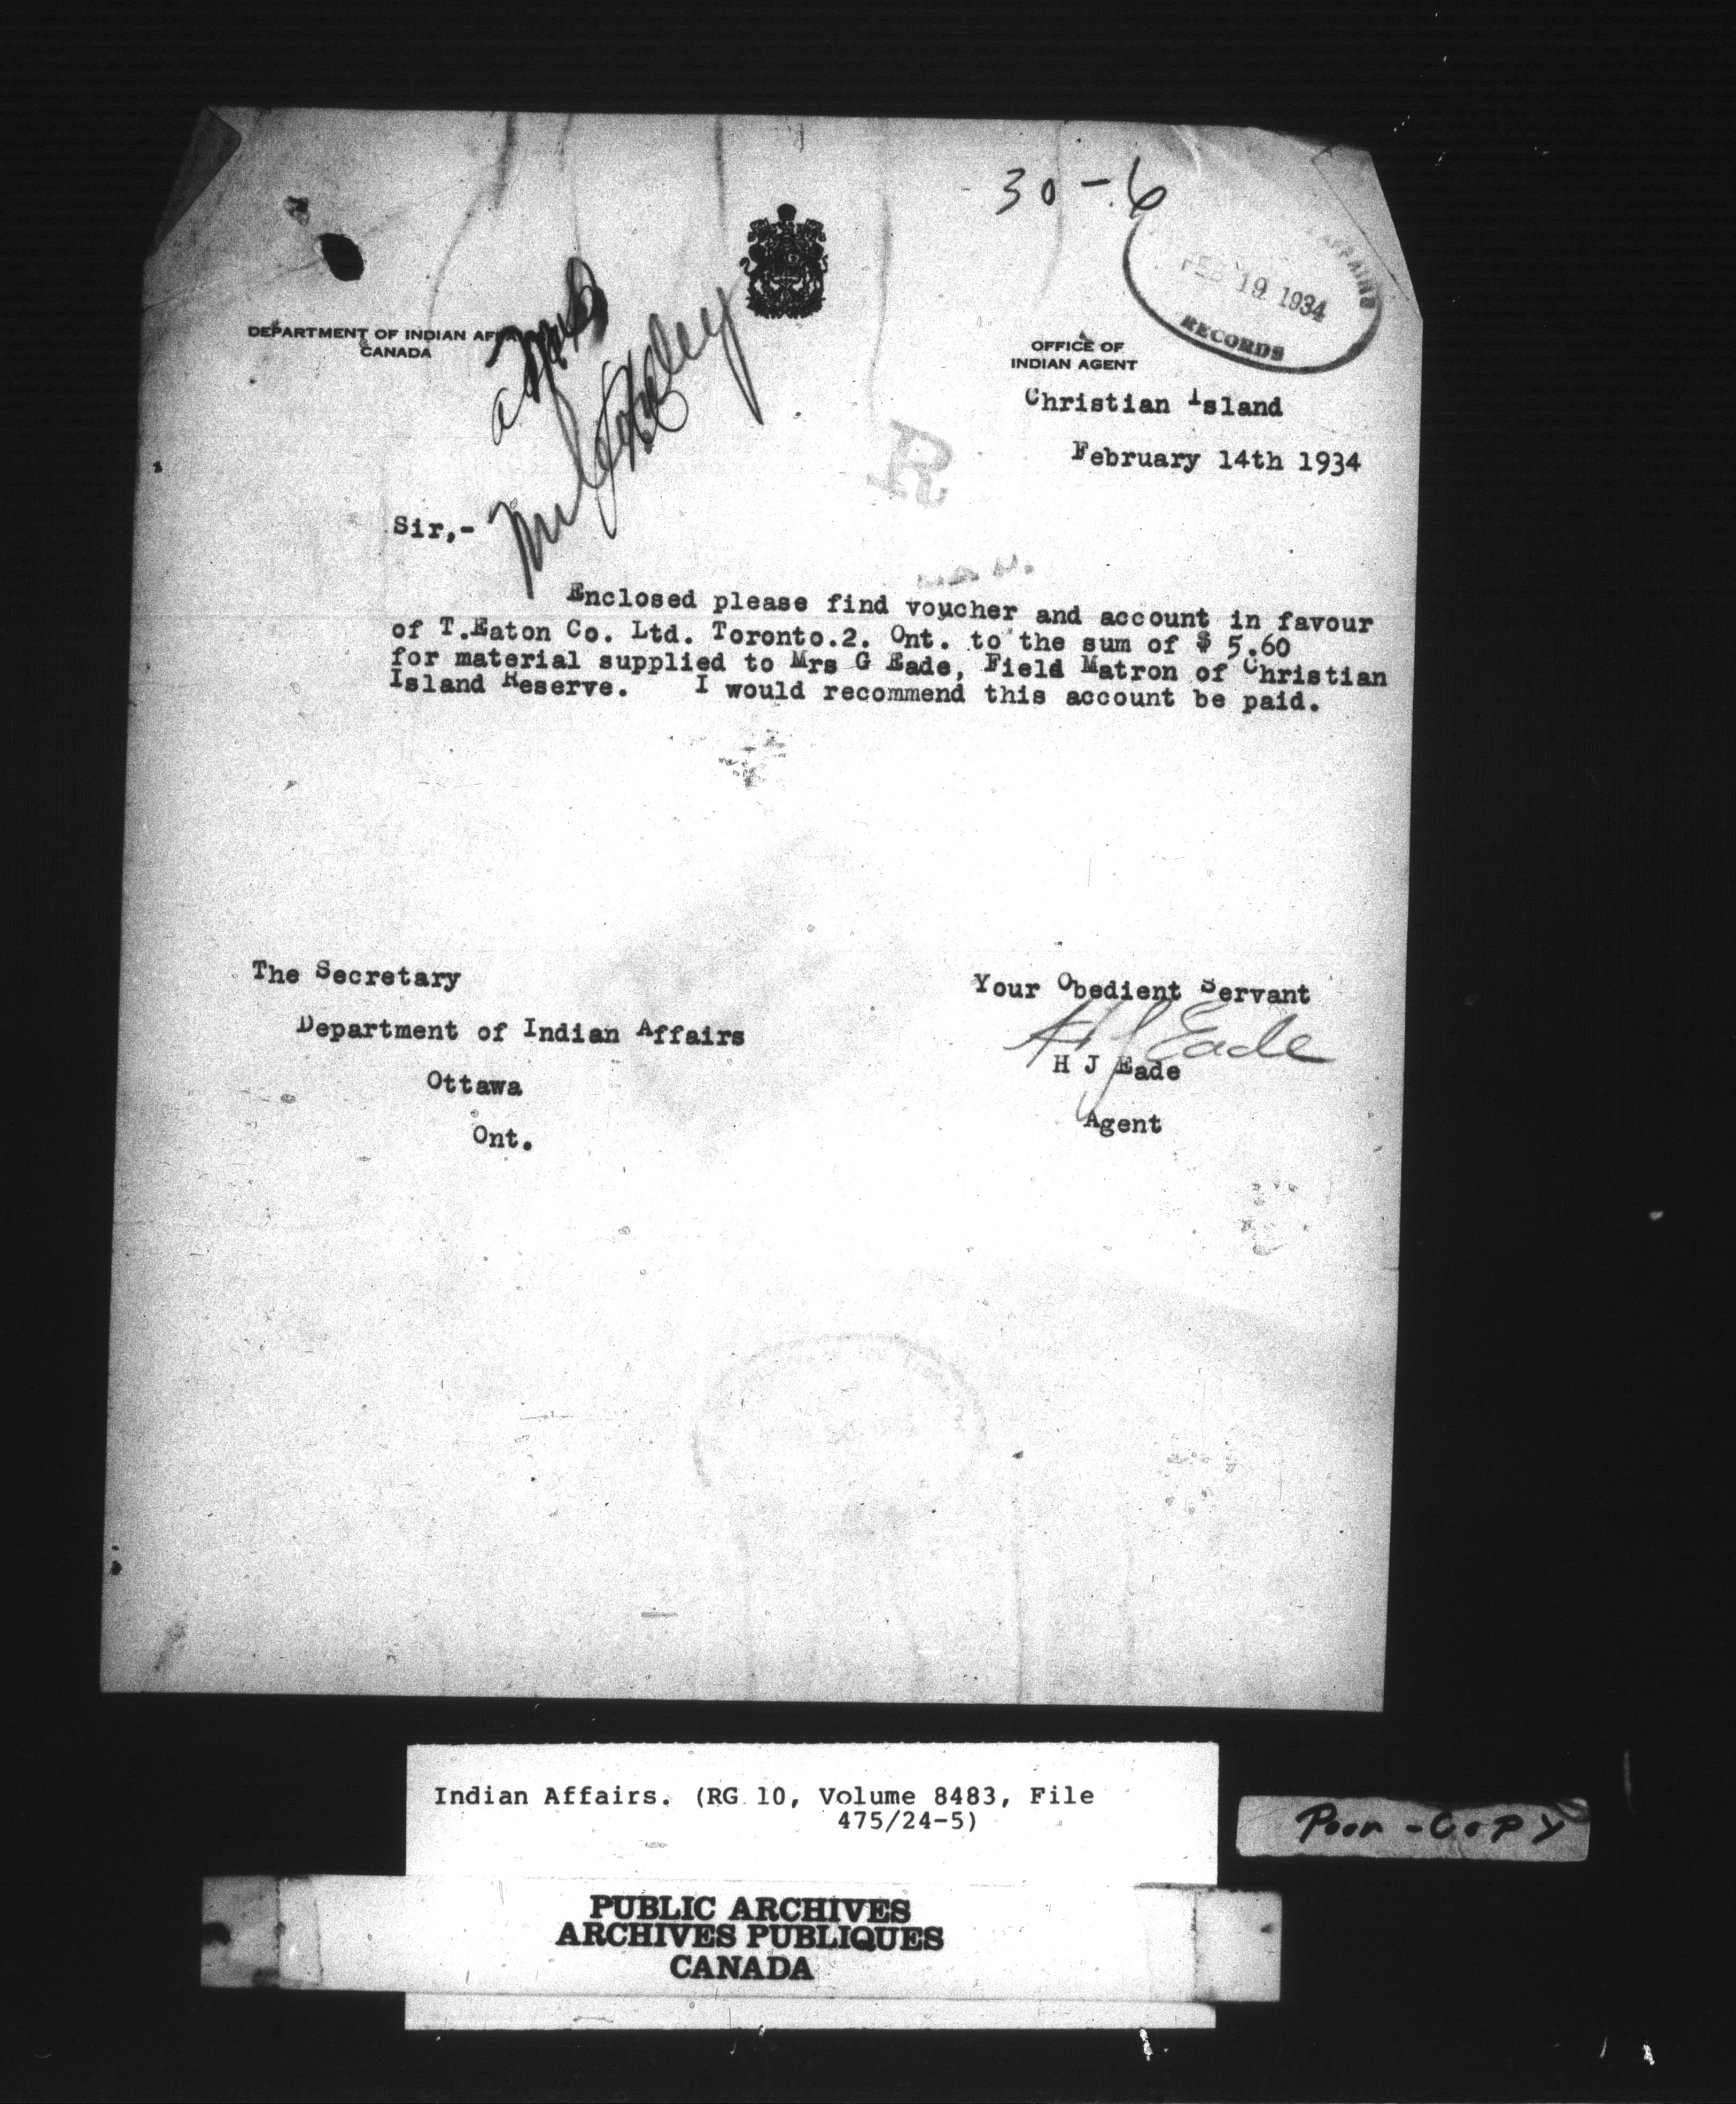 30-6
AFFAIRS
FEB 19 1934
RECORDS
DEPARTMENT OF INDIAN AFFAIRS
CANADA
OFFICE OF
INDIAN AGENT
Christian Island
February 14th 1934
Sir,-
Enclosed please find voucher and account in favour
of T.Eaton Co. Ltd. Toronto.2. Ont. to the sum of $ 5.60
for material supplied to Mrs G Eade, Field Matron of Christian
Island Reserve. I would recommend this account be paid.
The Secretary
Department of Indian Affairs
Ottawa
Ont.
Your Obedient Servant
H J Eade
H J Eade
Agent
Indian Affairs. (RG 10, Volume 8483, File
475/24-5)
Poor-Copy
PUBLIC ARCHIVES
ARCHIVES PUBLIQUES
CANADA